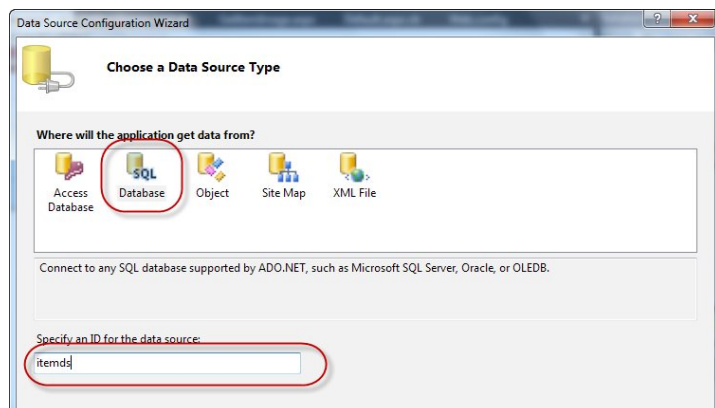 Data Source Configuration Wizard
Choose a Data Source Type
Where will the application get data from?
SQL
Access Database
Database
Object
Site Map
XML File
Connect to any SQL database supported by ADO.NET, such as Microsoft SQL Server, Oracle, or OLEDB.
Specify an ID for the data source:
itemds